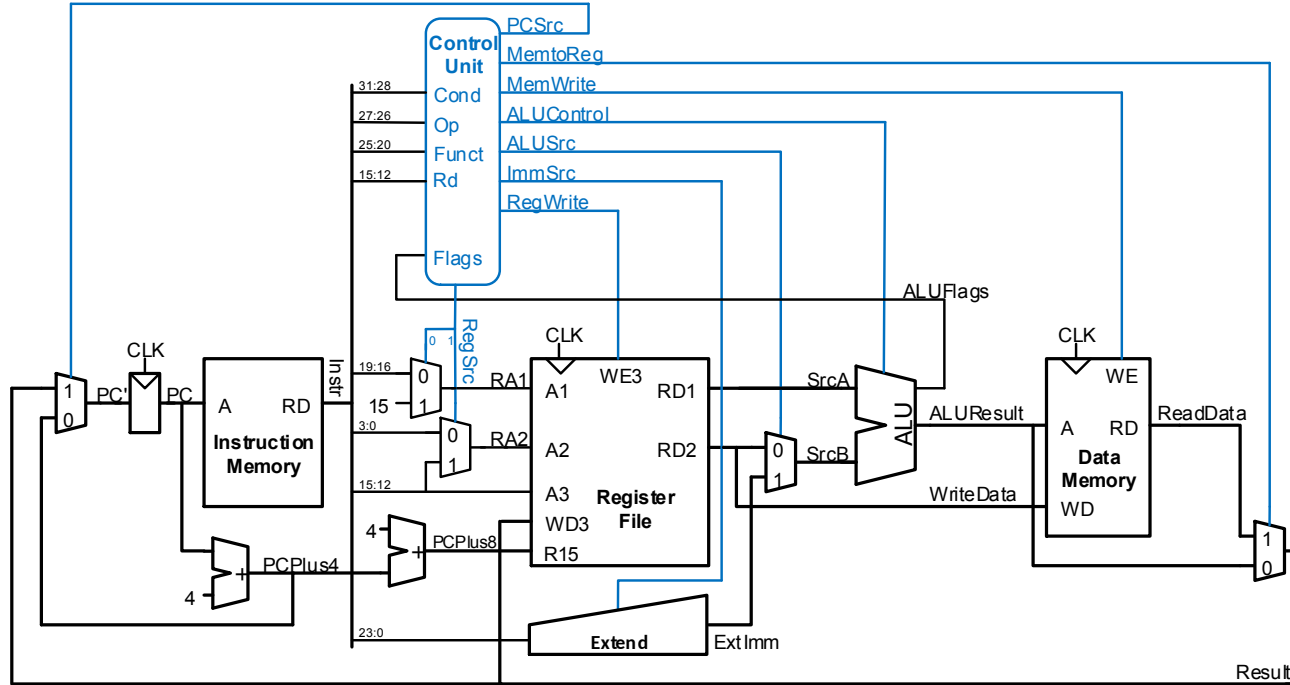 PCSrc
Control
Unit
MemtoReg
MemWrite
ALUControl
ALUSrc
ImmSrc
RegWrite
31:28
Cond
27:26
Op
25:20
Funct
15:12
Rd
Flags
ALUFlags
RegSrc
0 1
CLK
CLK
CLK
Instr
19:16
0
1
15
RA1
A1
WE3
RD1
SrcA
ALU
WE
1
0
PC'
PC
A
RD
Instruction
Memory
3:0
0
1
RA2
A2
RD2
0
1
SrcB
ALUResult
A
RD
ReadData
Data
Memory
15:12
A3
Register
File
WriteData
WD
WD3
4
+
PCPlus8
R15
1
0
+
4
PCPlus4
23:0
Extend
ExtImm
Result